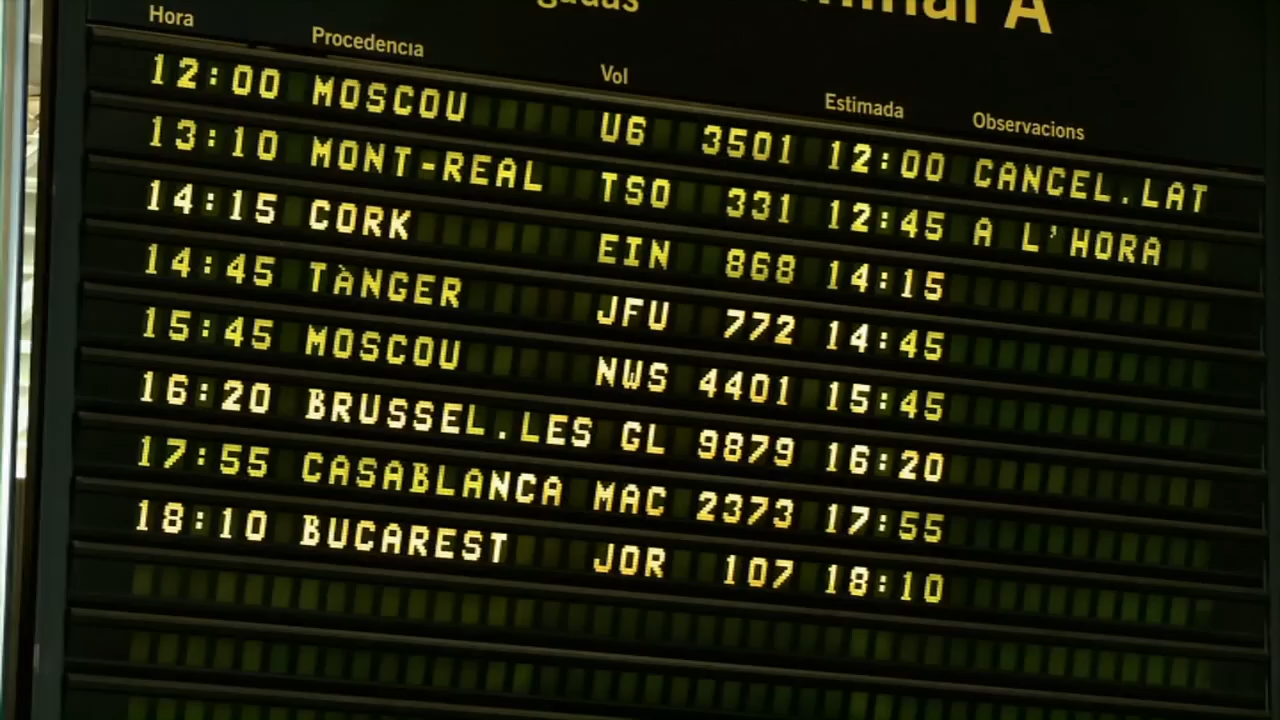 gadas minal A
Hora Procedencia Vol Estimada Observacions
12:00 MOSCOU U6 3501 12:00 CANCEL.LAT
13:10 MONT-REAL TSO 331 12:45 A L'HORA
14:15 CORK EIN 868 14:15
14:45 TÀNGER JFU 772 14:45
15:45 MOSCOU NWS 4401 15:45
16:20 BRUSSEL.LES GL 9879 16:20
17:55 CASABLANCA MAC 2373 17:55
18:10 BUCAREST JOR 107 18:10